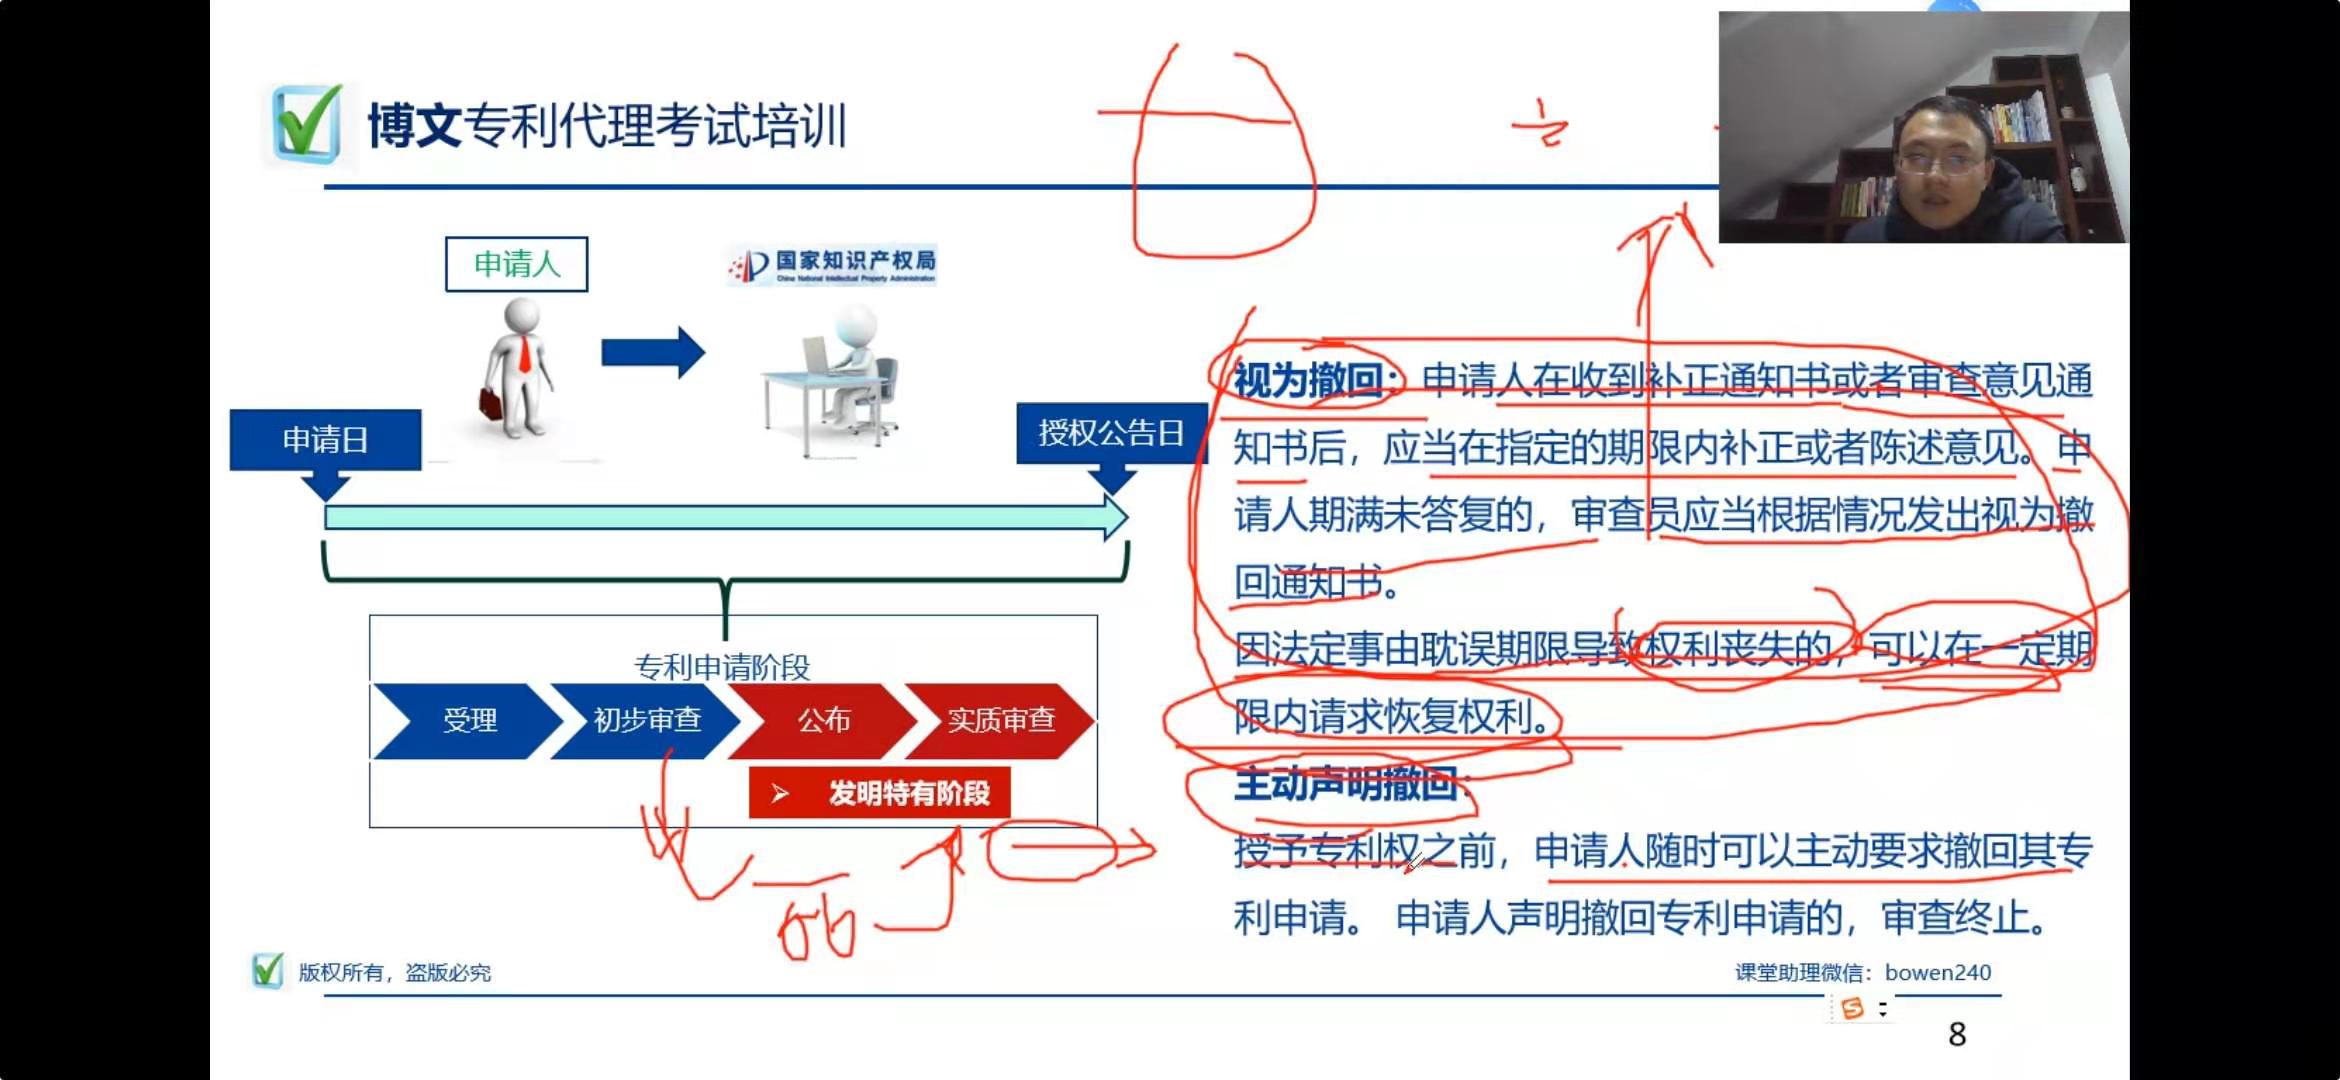 博文专利代理考试培训
申请人
国家知识产权局
China National Intellectual Property Administration
申请日
授权公告日
专利申请阶段
受理
初步审查
公布
实质审查
➢ 发明特有阶段
视为撤回：申请人在收到补正通知书或者审查意见通
知书后，应当在指定的期限内补正或者陈述意见。申
请人期满未答复的，审查员应当根据情况发出视为撤
回通知书。
因法定事由耽误期限导致权利丧失的，可以在一定期
限内请求恢复权利。
主动声明撤回：
授予专利权之前，申请人随时可以主动要求撤回其专
利申请。 申请人声明撤回专利申请的，审查终止。
版权所有，盗版必究
课堂助理微信：bowen240
8